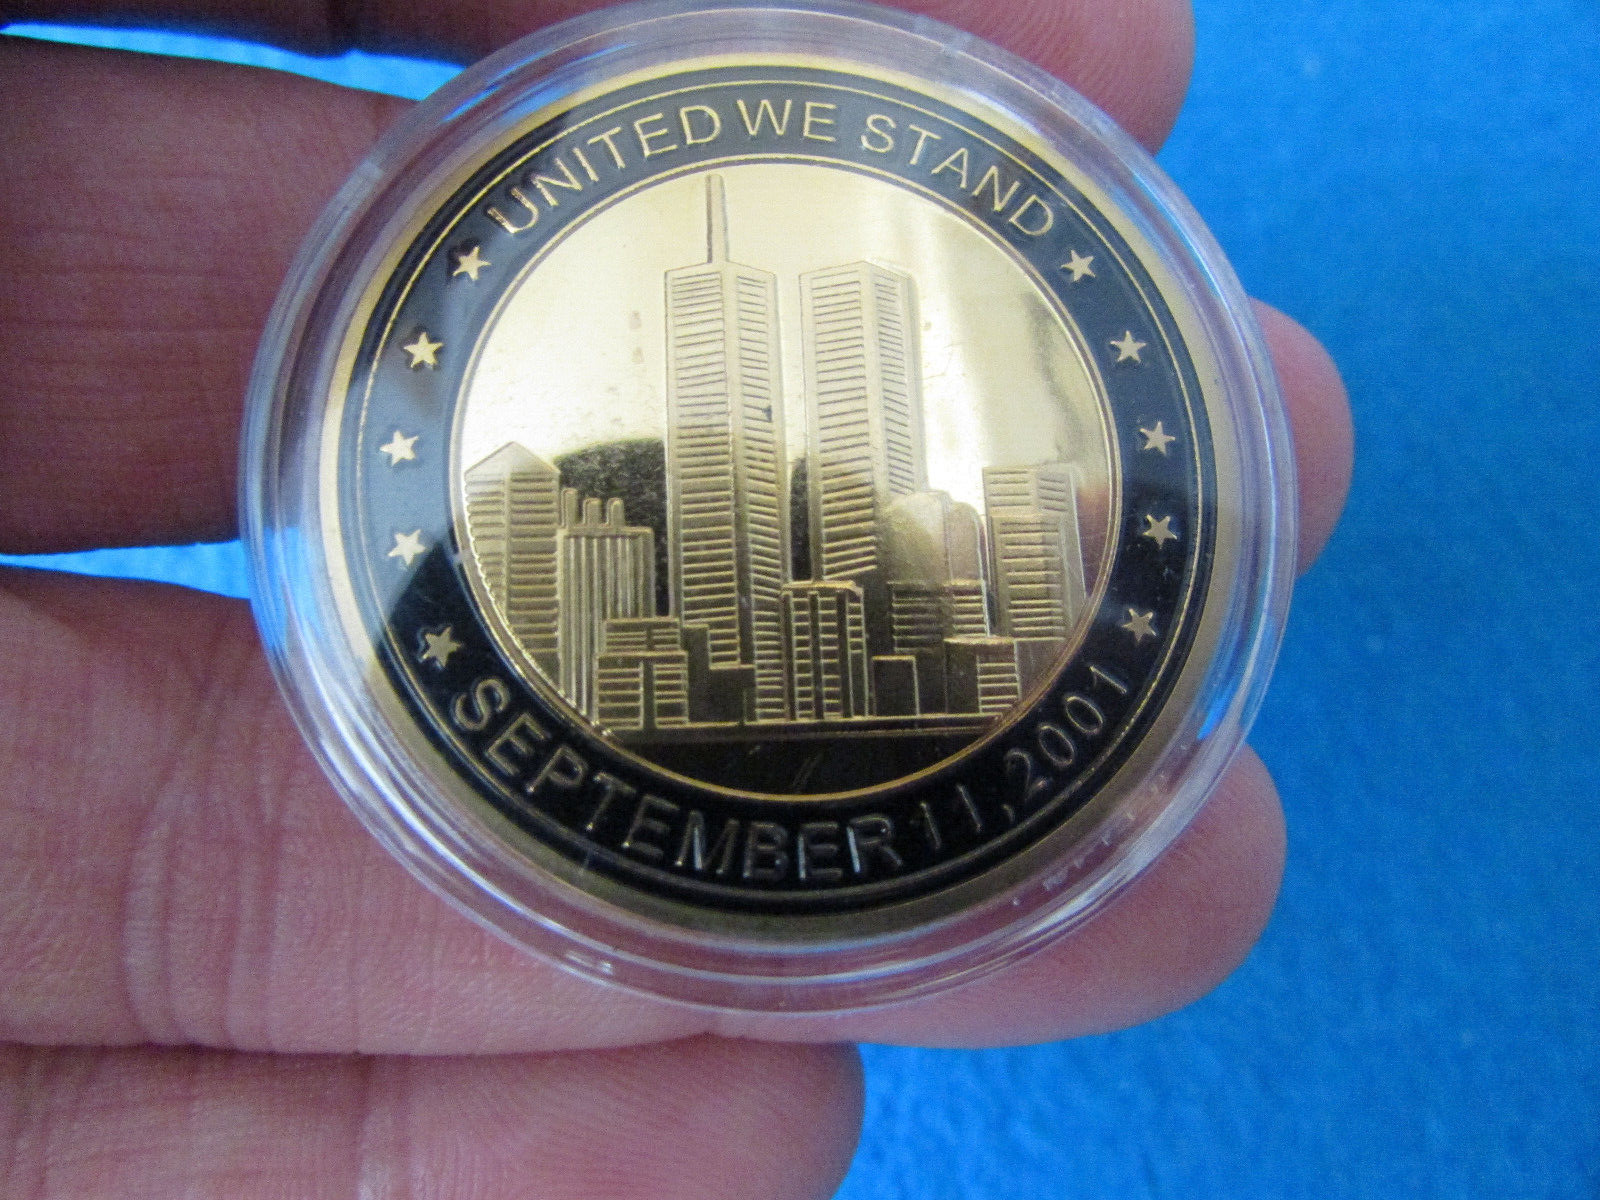 UNITED WE STAND
SEPTEMBER 11, 2001